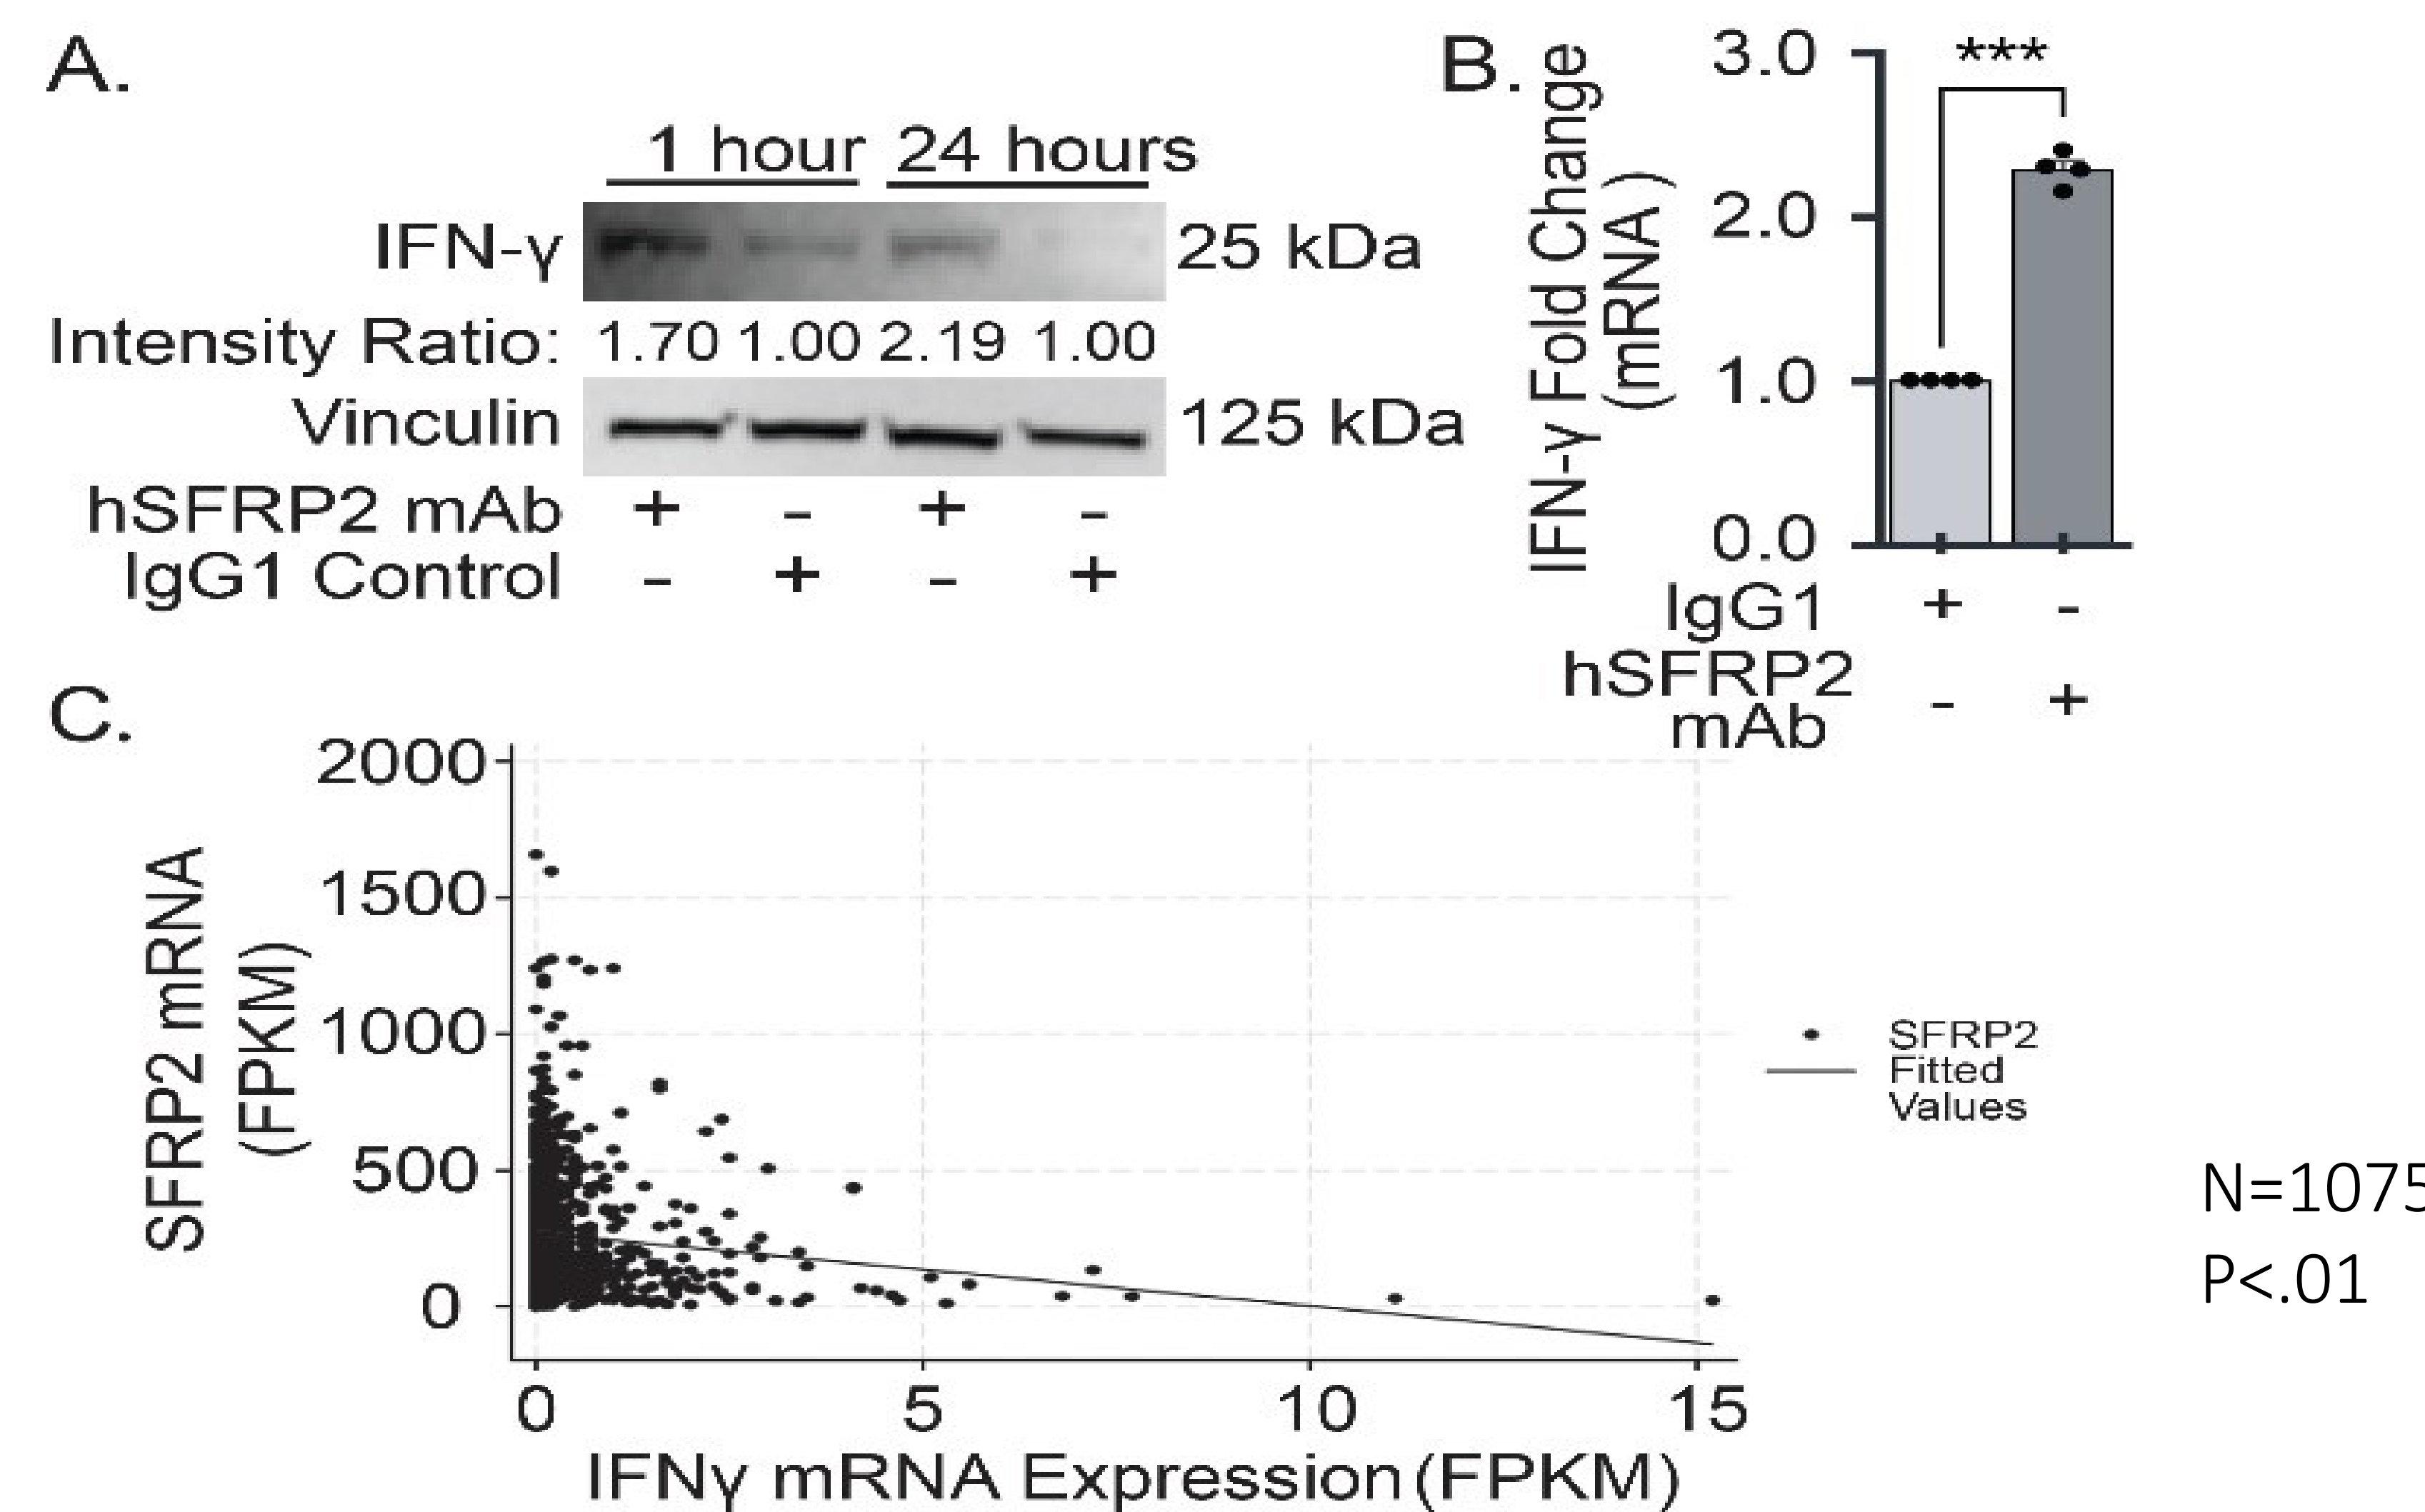 A.
1 hour 24 hours
IFN-γ 25 kDa
Intensity Ratio: 1.70 1.00 2.19 1.00
Vinculin 125 kDa
hSFRP2 mAb + - + -
IgG1 Control - + - +
B.
IFN-γ Fold Change
(mRNA )
***
3.0
2.0
1.0
0.0
IgG1 + -
hSFRP2
mAb - +
C.
SFRP2 mRNA
(FPKM)
2000
1500
1000
500
0
0 5 10 15
IFNγ mRNA Expression (FPKM)
SFRP2
Fitted
Values
N=1075
P<.01